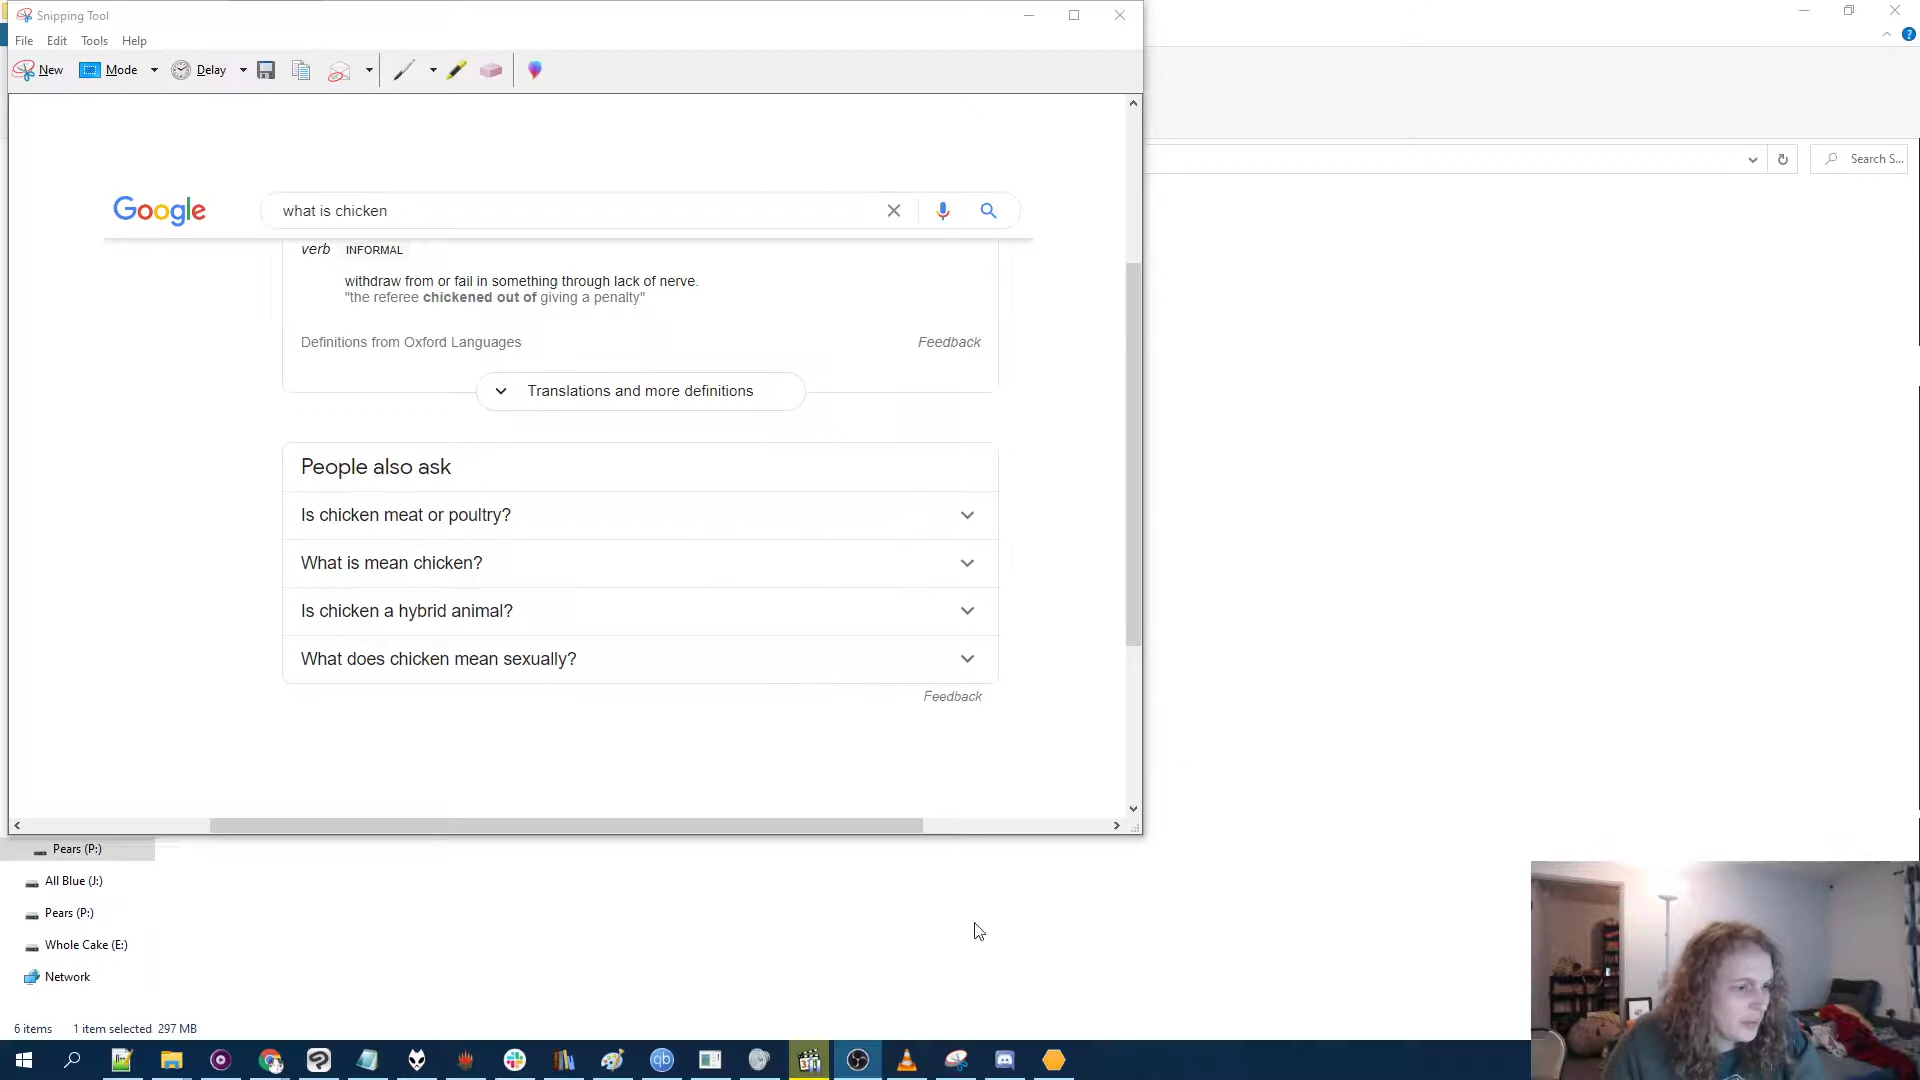 Snipping Tool
File Edit Tools Help
New Mode Delay
Search S...
Google what is chicken
verb INFORMAL
withdraw from or fail in something through lack of nerve.
"the referee chickened out of giving a penalty"
Definitions from Oxford Languages Feedback
Translations and more definitions
People also ask
Is chicken meat or poultry?
What is mean chicken?
Is chicken a hybrid animal?
What does chicken mean sexually?
Feedback
Pears (P:)
All Blue (J:)
Pears (P:)
Whole Cake (E:)
Network
6 items 1 item selected 297 MB
qb